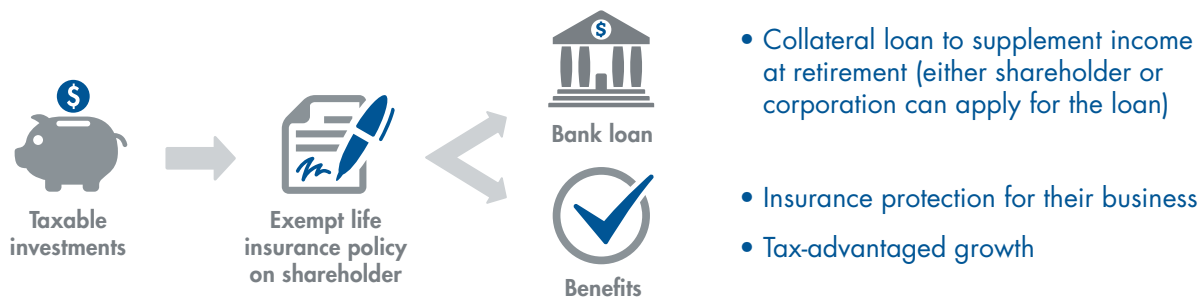 $
Taxable
investments
Exempt life
insurance policy
on shareholder
$
Bank loan
• Collateral loan to supplement income
at retirement (either shareholder or
corporation can apply for the loan)
Benefits
• Insurance protection for their business
• Tax-advantaged growth